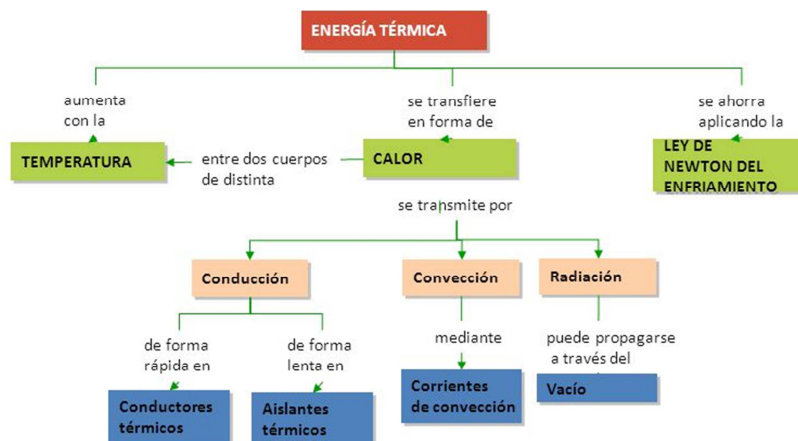 ENERGÍA TÉRMICA
aumenta
con la
se transfiere
en forma de
se ahorra
aplicando la
TEMPERATURA
entre dos cuerpos
de distinta
CALOR
LEY DE
NEWTON DEL
ENFRIAMIENTO
se transmite por
Conducción
Convección
Radiación
de forma
rápida en
de forma
lenta en
mediante
puede propagarse
a través del
Conductores
térmicos
Aislantes
térmicos
Corrientes
de convección
Vacío